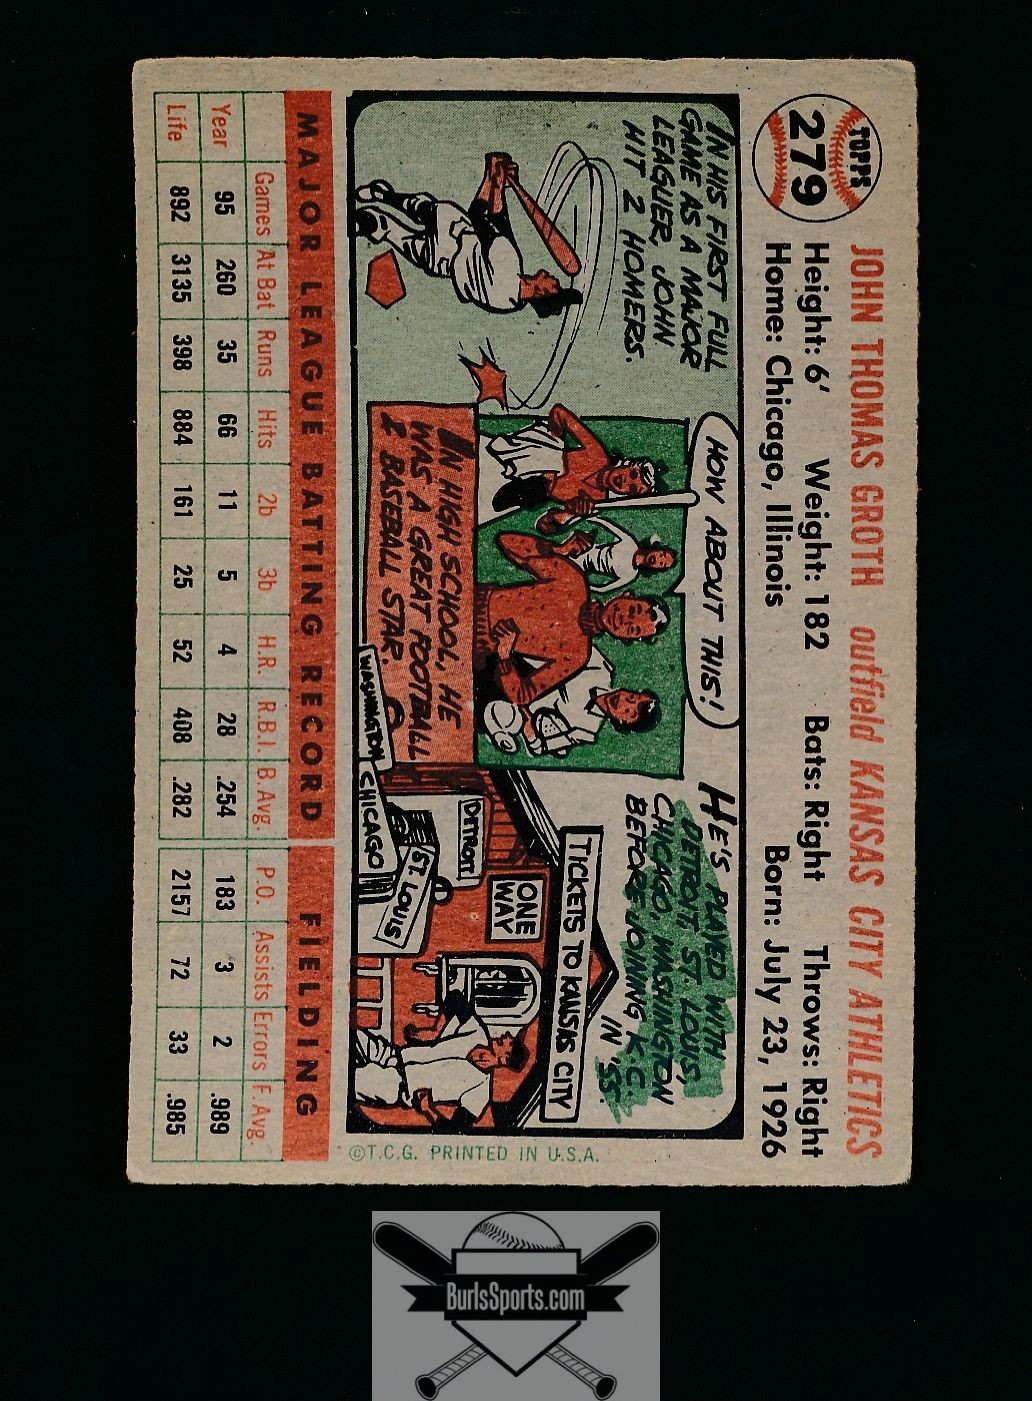 TOPPS
279
JOHN THOMAS GROTH outfield KANSAS CITY ATHLETICS
Height: 6' Weight: 182 Bats: Right Throws: Right
Home: Chicago, Illinois Born: July 23, 1926
IN HIS FIRST FULL
GAME AS A MAJOR
LEAGUER, JOHN
HIT 2 HOMERS.
HOW ABOUT THIS!
IN HIGH SCHOOL, HE
WAS A GREAT FOOTBALL
& BASEBALL STAR.
HE'S PLAYED WITH
DETROIT, ST. LOUIS,
CHICAGO, WASHINGTON
BEFORE JOINING K.C.
IN '55.
TICKETS TO KANSAS CITY
ONE
WAY
DETROIT
ST. LOUIS
CHICAGO
WASHINGTON
©T.C.G. PRINTED IN U.S.A.
MAJOR LEAGUE BATTING RECORD FIELDING
Games At Bat Runs Hits 2b 3b H.R. R.B.I. B.Avg. P.O. Assists Errors F.Avg.
Year 95 260 35 66 11 5 4 28 .254 183 3 2 .989
Life 892 3135 398 884 161 25 52 408 .282 2157 72 33 .985
BurlsSports.com